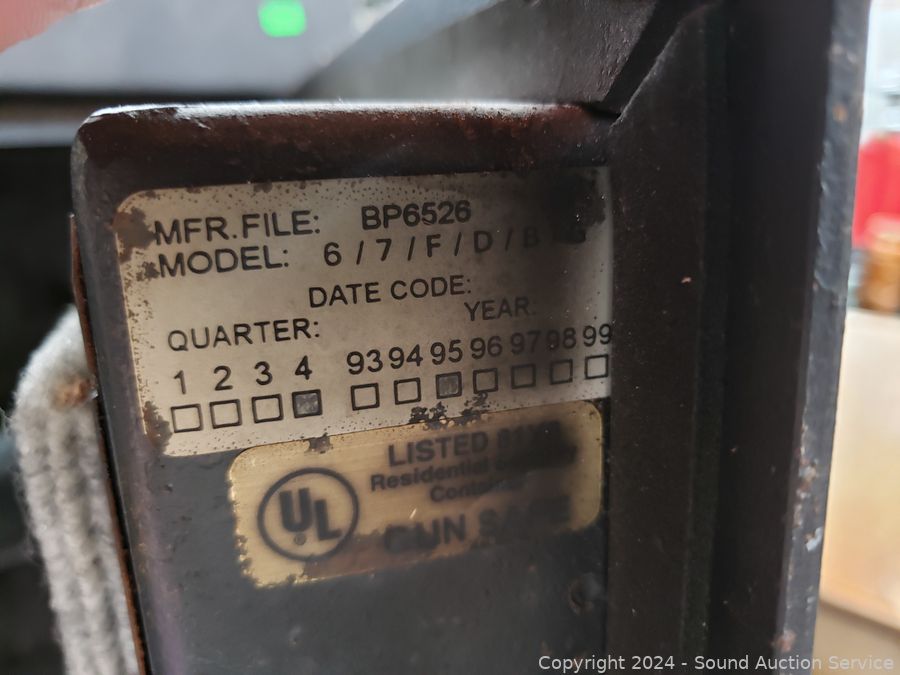 MFR.FILE: BP6526
MODEL: 6 / 7 / F / D / B
DATE CODE:
QUARTER: YEAR
1 2 3 4 93 94 95 96 97 98 99
LISTED
Residential
UL
GUN SAFE
Copyright 2024 - Sound Auction Service